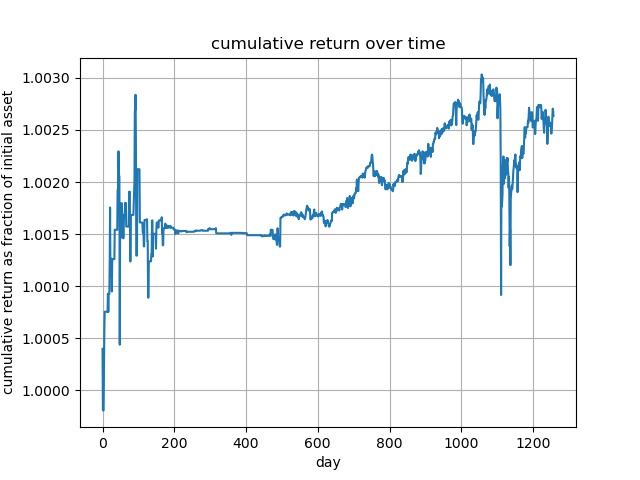 cumulative return over time
cumulative return as fraction of initial asset
1.0030
1.0025
1.0020
1.0015
1.0010
1.0005
1.0000
0 200 400 600 800 1000 1200
day